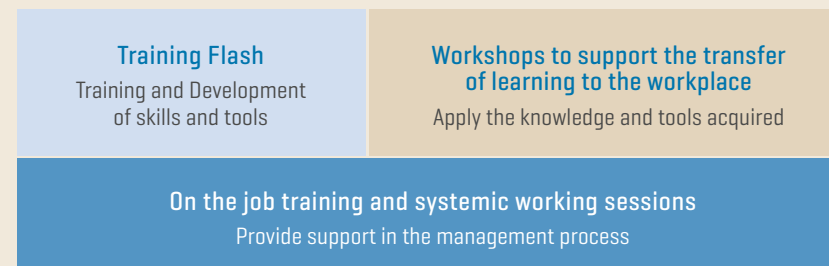 Training Flash
Training and Development
of skills and tools
Workshops to support the transfer
of learning to the workplace
Apply the knowledge and tools acquired
On the job training and systemic working sessions
Provide support in the management process